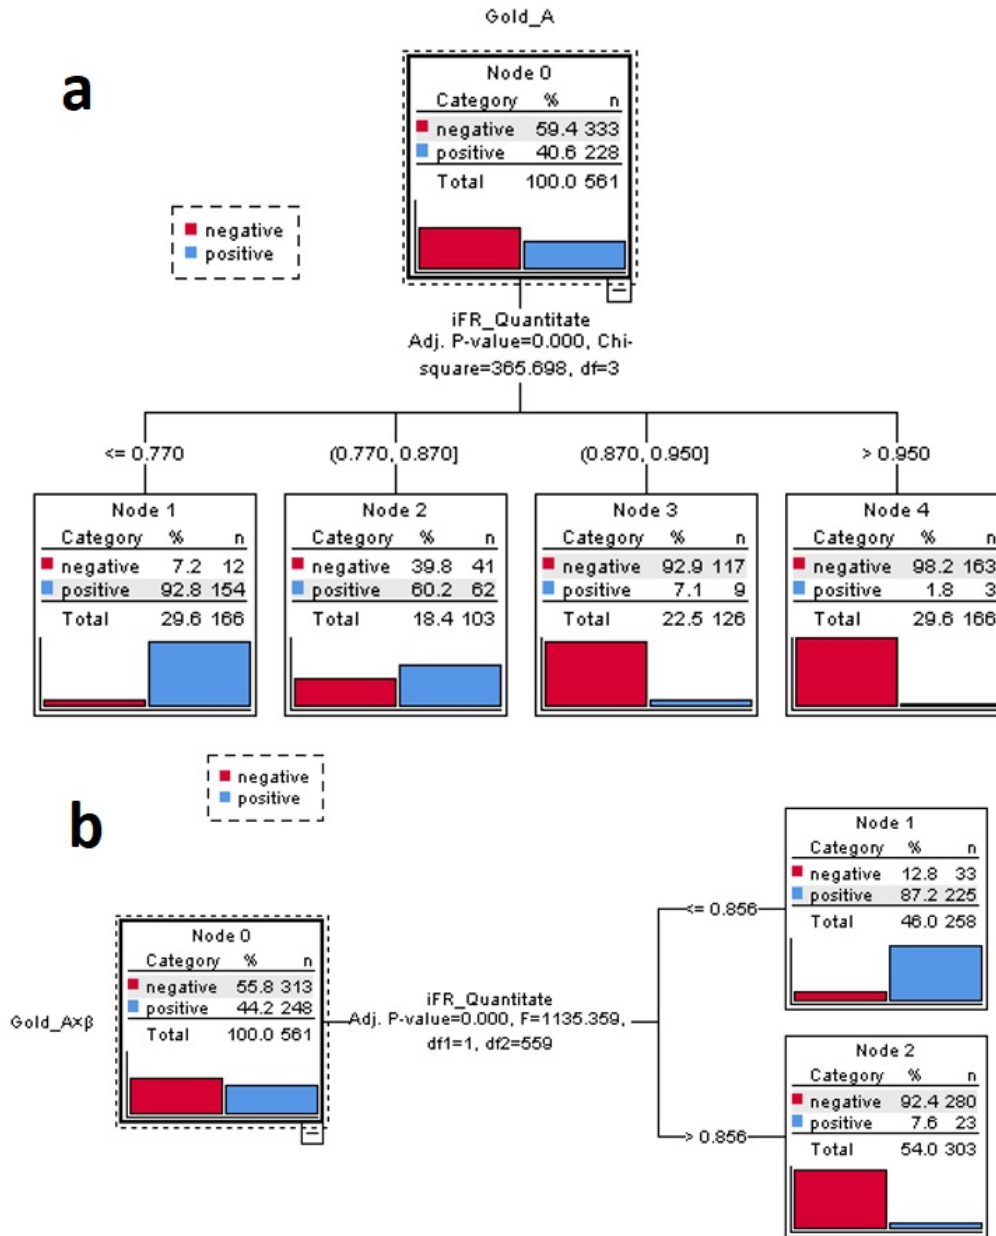 Gold_A
a
Node 0
Category % n
negative 59.4 333
positive 40.6 228
Total 100.0 561
negative
positive
iFR_Quantitate
Adj. P-value=0.000, Chi-
square=365.698, df=3
<= 0.770
(0.770, 0.870]
(0.870, 0.950]
> 0.950
Node 1
Category % n
negative 7.2 12
positive 92.8 154
Total 29.6 166
Node 2
Category % n
negative 39.8 41
positive 60.2 62
Total 18.4 103
Node 3
Category % n
negative 92.9 117
positive 7.1 9
Total 22.5 126
Node 4
Category % n
negative 98.2 163
positive 1.8 3
Total 29.6 166
negative
positive
b
Gold_A×β
Node 0
Category % n
negative 55.8 313
positive 44.2 248
Total 100.0 561
iFR_Quantitate
Adj. P-value=0.000, F=1135.359,
df1=1, df2=559
<= 0.856
Node 1
Category % n
negative 12.8 33
positive 87.2 225
Total 46.0 258
> 0.856
Node 2
Category % n
negative 92.4 280
positive 7.6 23
Total 54.0 303